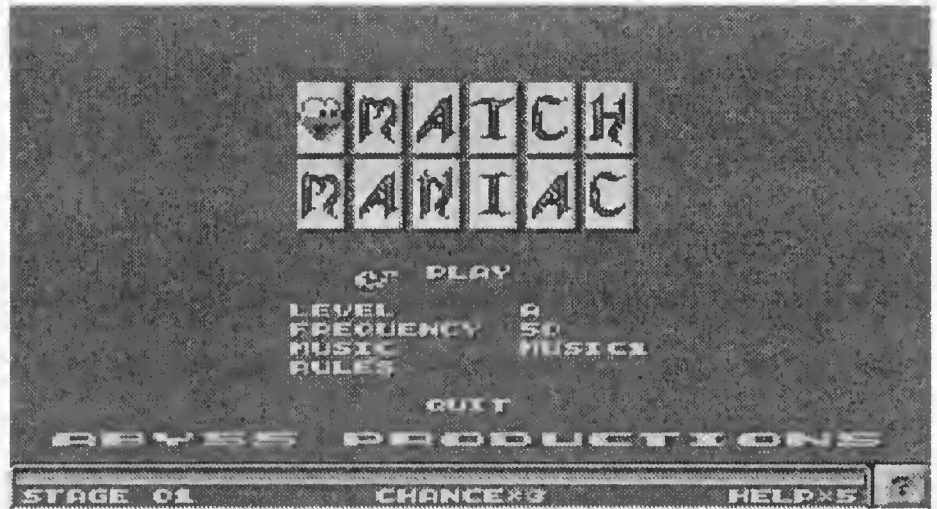 MATCH
MANIAC
PLAY
LEVEL A
FREQUENCY 50
MUSIC MUSIC1
RULES
QUIT
ABYSS PRODUCTIONS
STAGE 01 CHANCE×3 HELP×5 ?